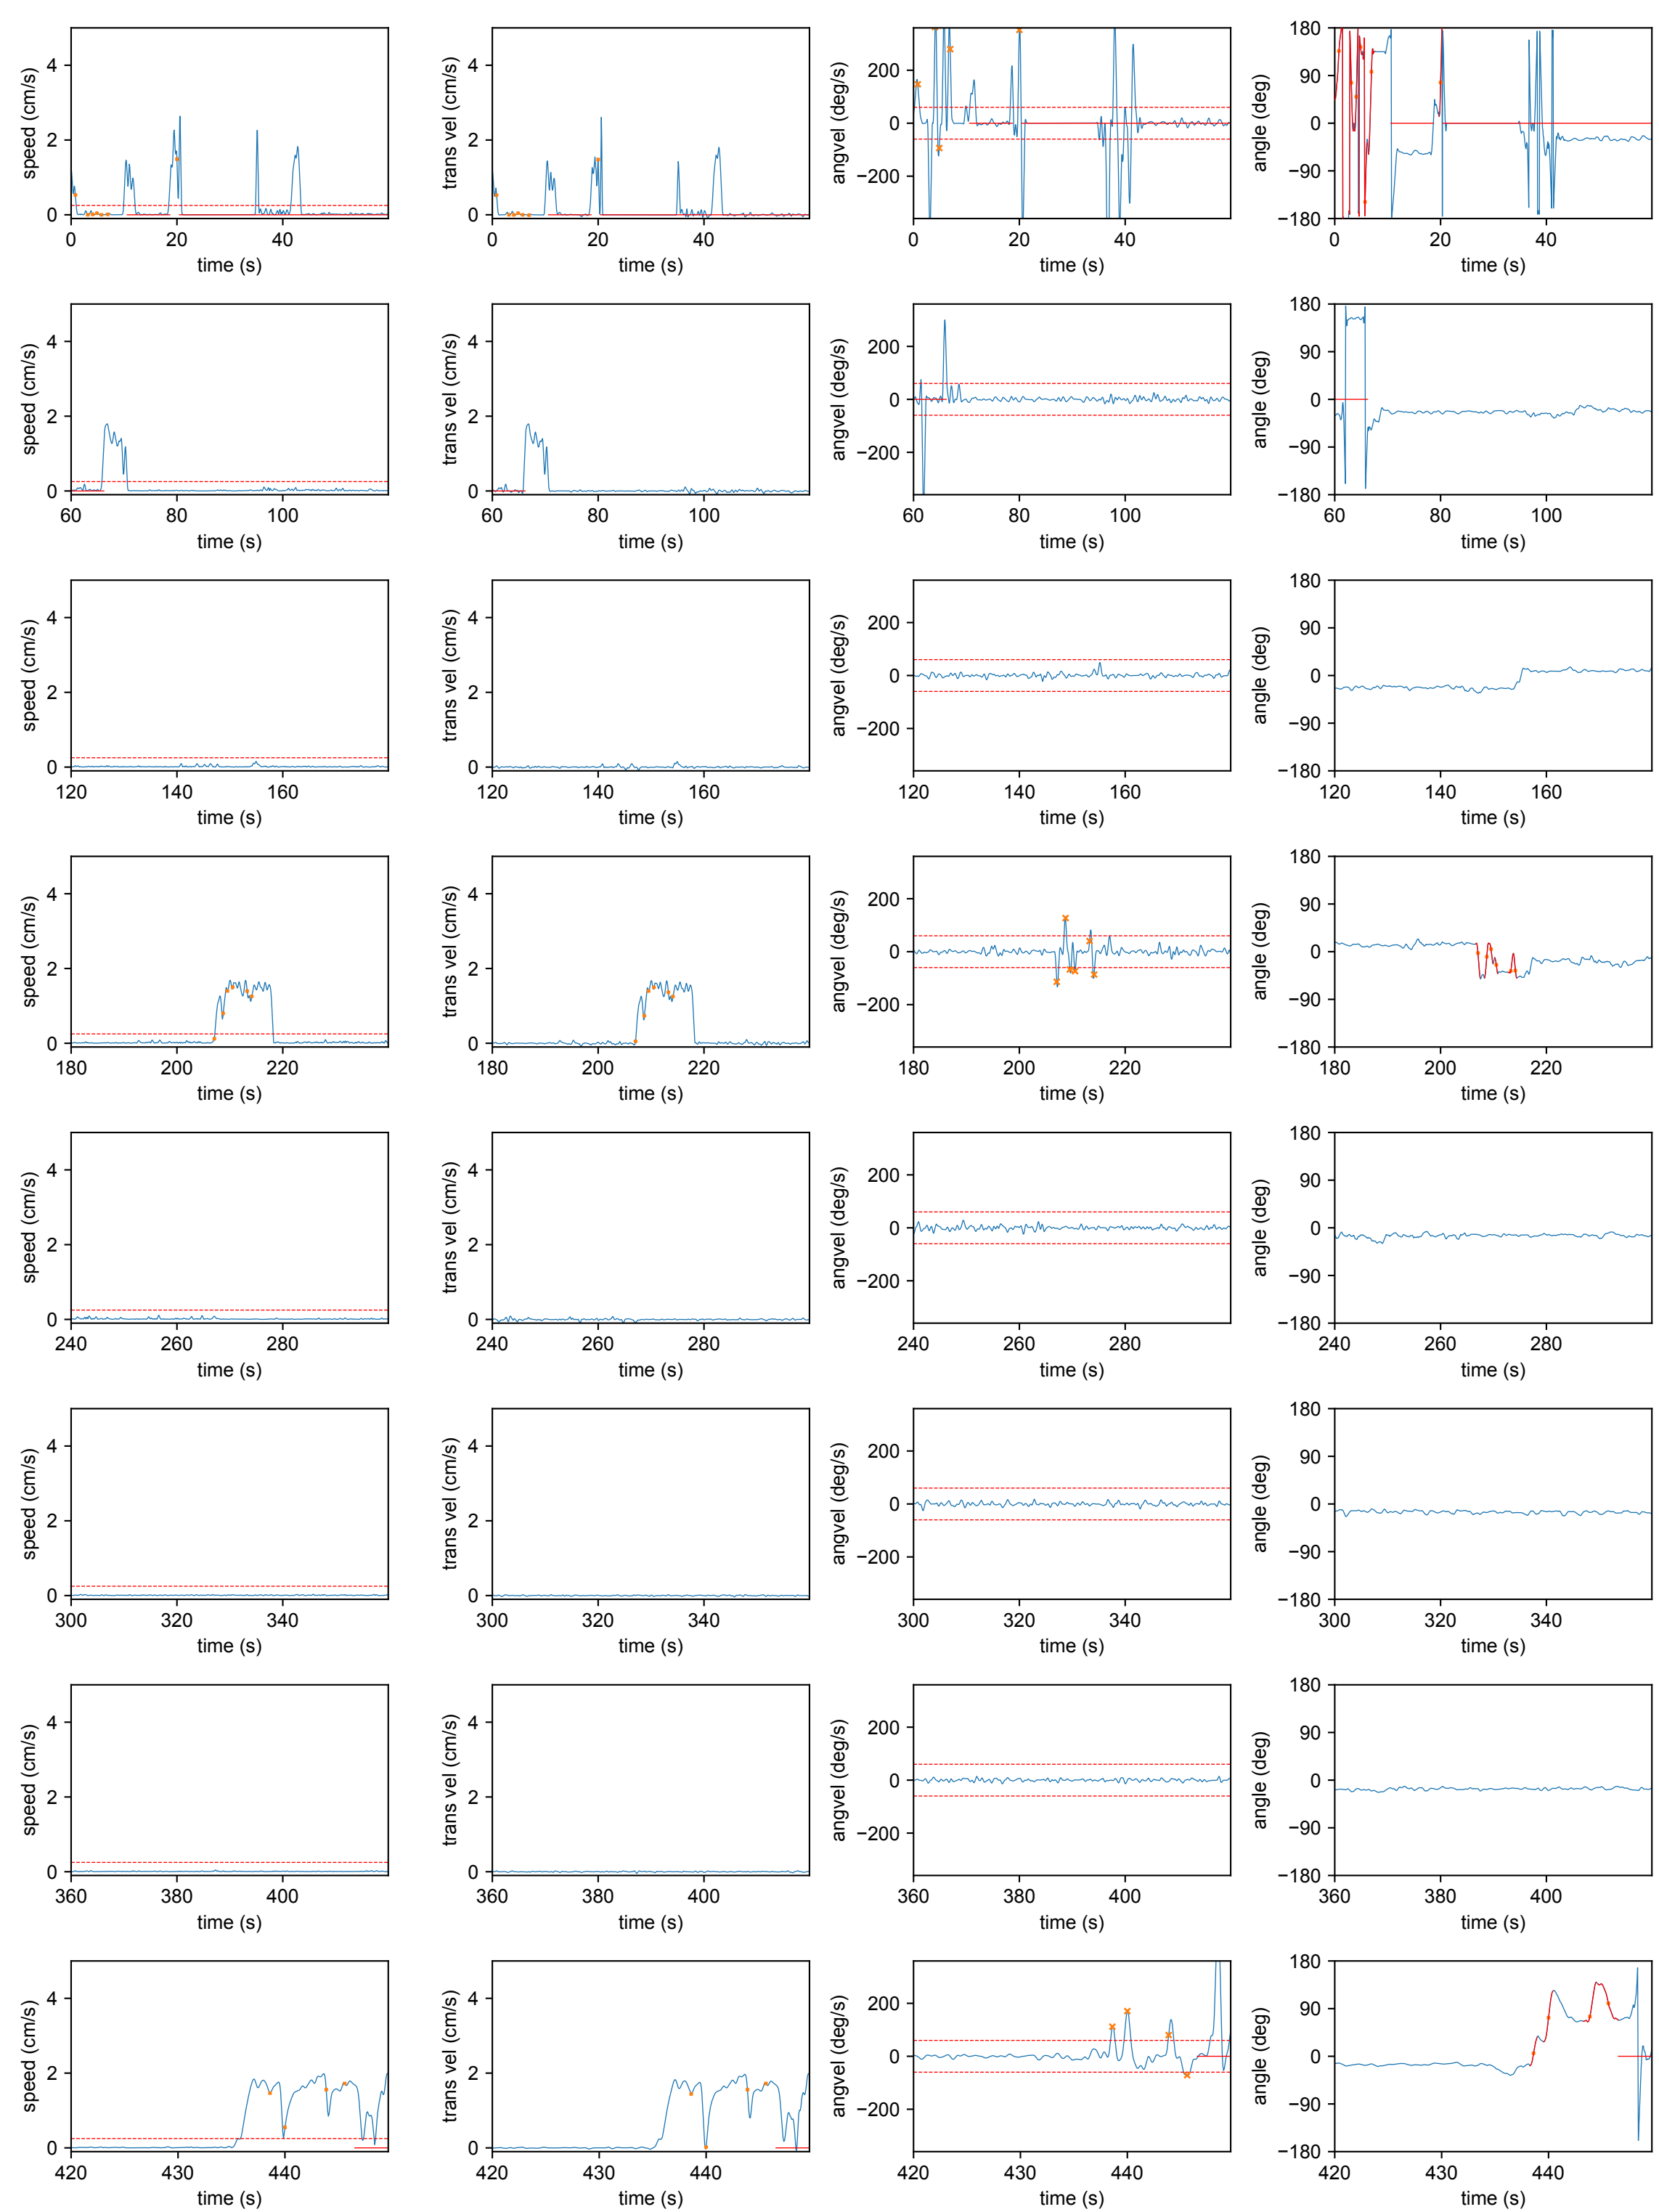 speed (cm/s) 4 2 0 0 20 40 time (s)
trans vel (cm/s) 4 2 0 0 20 40 time (s)
angvel (deg/s) 200 0 −200 0 20 40 time (s)
angle (deg) 180 90 0 −90 −180 0 20 40 time (s)
speed (cm/s) 4 2 0 60 80 100 time (s)
trans vel (cm/s) 4 2 0 60 80 100 time (s)
angvel (deg/s) 200 0 −200 60 80 100 time (s)
angle (deg) 180 90 0 −90 −180 60 80 100 time (s)
speed (cm/s) 4 2 0 120 140 160 time (s)
trans vel (cm/s) 4 2 0 120 140 160 time (s)
angvel (deg/s) 200 0 −200 120 140 160 time (s)
angle (deg) 180 90 0 −90 −180 120 140 160 time (s)
speed (cm/s) 4 2 0 180 200 220 time (s)
trans vel (cm/s) 4 2 0 180 200 220 time (s)
angvel (deg/s) 200 0 −200 180 200 220 time (s)
angle (deg) 180 90 0 −90 −180 180 200 220 time (s)
speed (cm/s) 4 2 0 240 260 280 time (s)
trans vel (cm/s) 4 2 0 240 260 280 time (s)
angvel (deg/s) 200 0 −200 240 260 280 time (s)
angle (deg) 180 90 0 −90 −180 240 260 280 time (s)
speed (cm/s) 4 2 0 300 320 340 time (s)
trans vel (cm/s) 4 2 0 300 320 340 time (s)
angvel (deg/s) 200 0 −200 300 320 340 time (s)
angle (deg) 180 90 0 −90 −180 300 320 340 time (s)
speed (cm/s) 4 2 0 360 380 400 time (s)
trans vel (cm/s) 4 2 0 360 380 400 time (s)
angvel (deg/s) 200 0 −200 360 380 400 time (s)
angle (deg) 180 90 0 −90 −180 360 380 400 time (s)
speed (cm/s) 4 2 0 420 430 440 time (s)
trans vel (cm/s) 4 2 0 420 430 440 time (s)
angvel (deg/s) 200 0 −200 420 430 440 time (s)
angle (deg) 180 90 0 −90 −180 420 430 440 time (s)